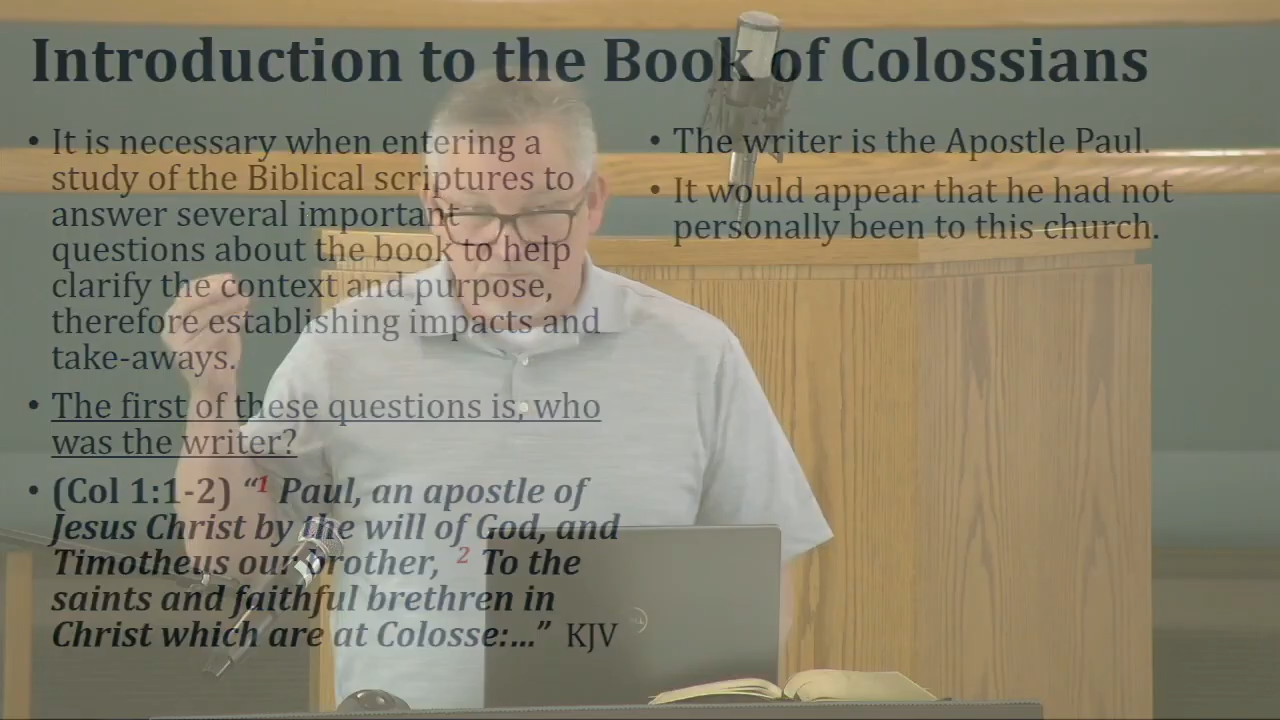 Introduction to the Book of Colossians
• It is necessary when entering a
study of the Biblical scriptures to
answer several important
questions about the book to help
clarify the context and purpose,
therefore establishing impacts and
take-aways.
• The first of these questions is, who
was the writer?
• (Col 1:1-2) “1 Paul, an apostle of
Jesus Christ by the will of God, and
Timotheus our brother, 2 To the
saints and faithful brethren in
Christ which are at Colosse:...” KJV
• The writer is the Apostle Paul.
• It would appear that he had not
personally been to this church.